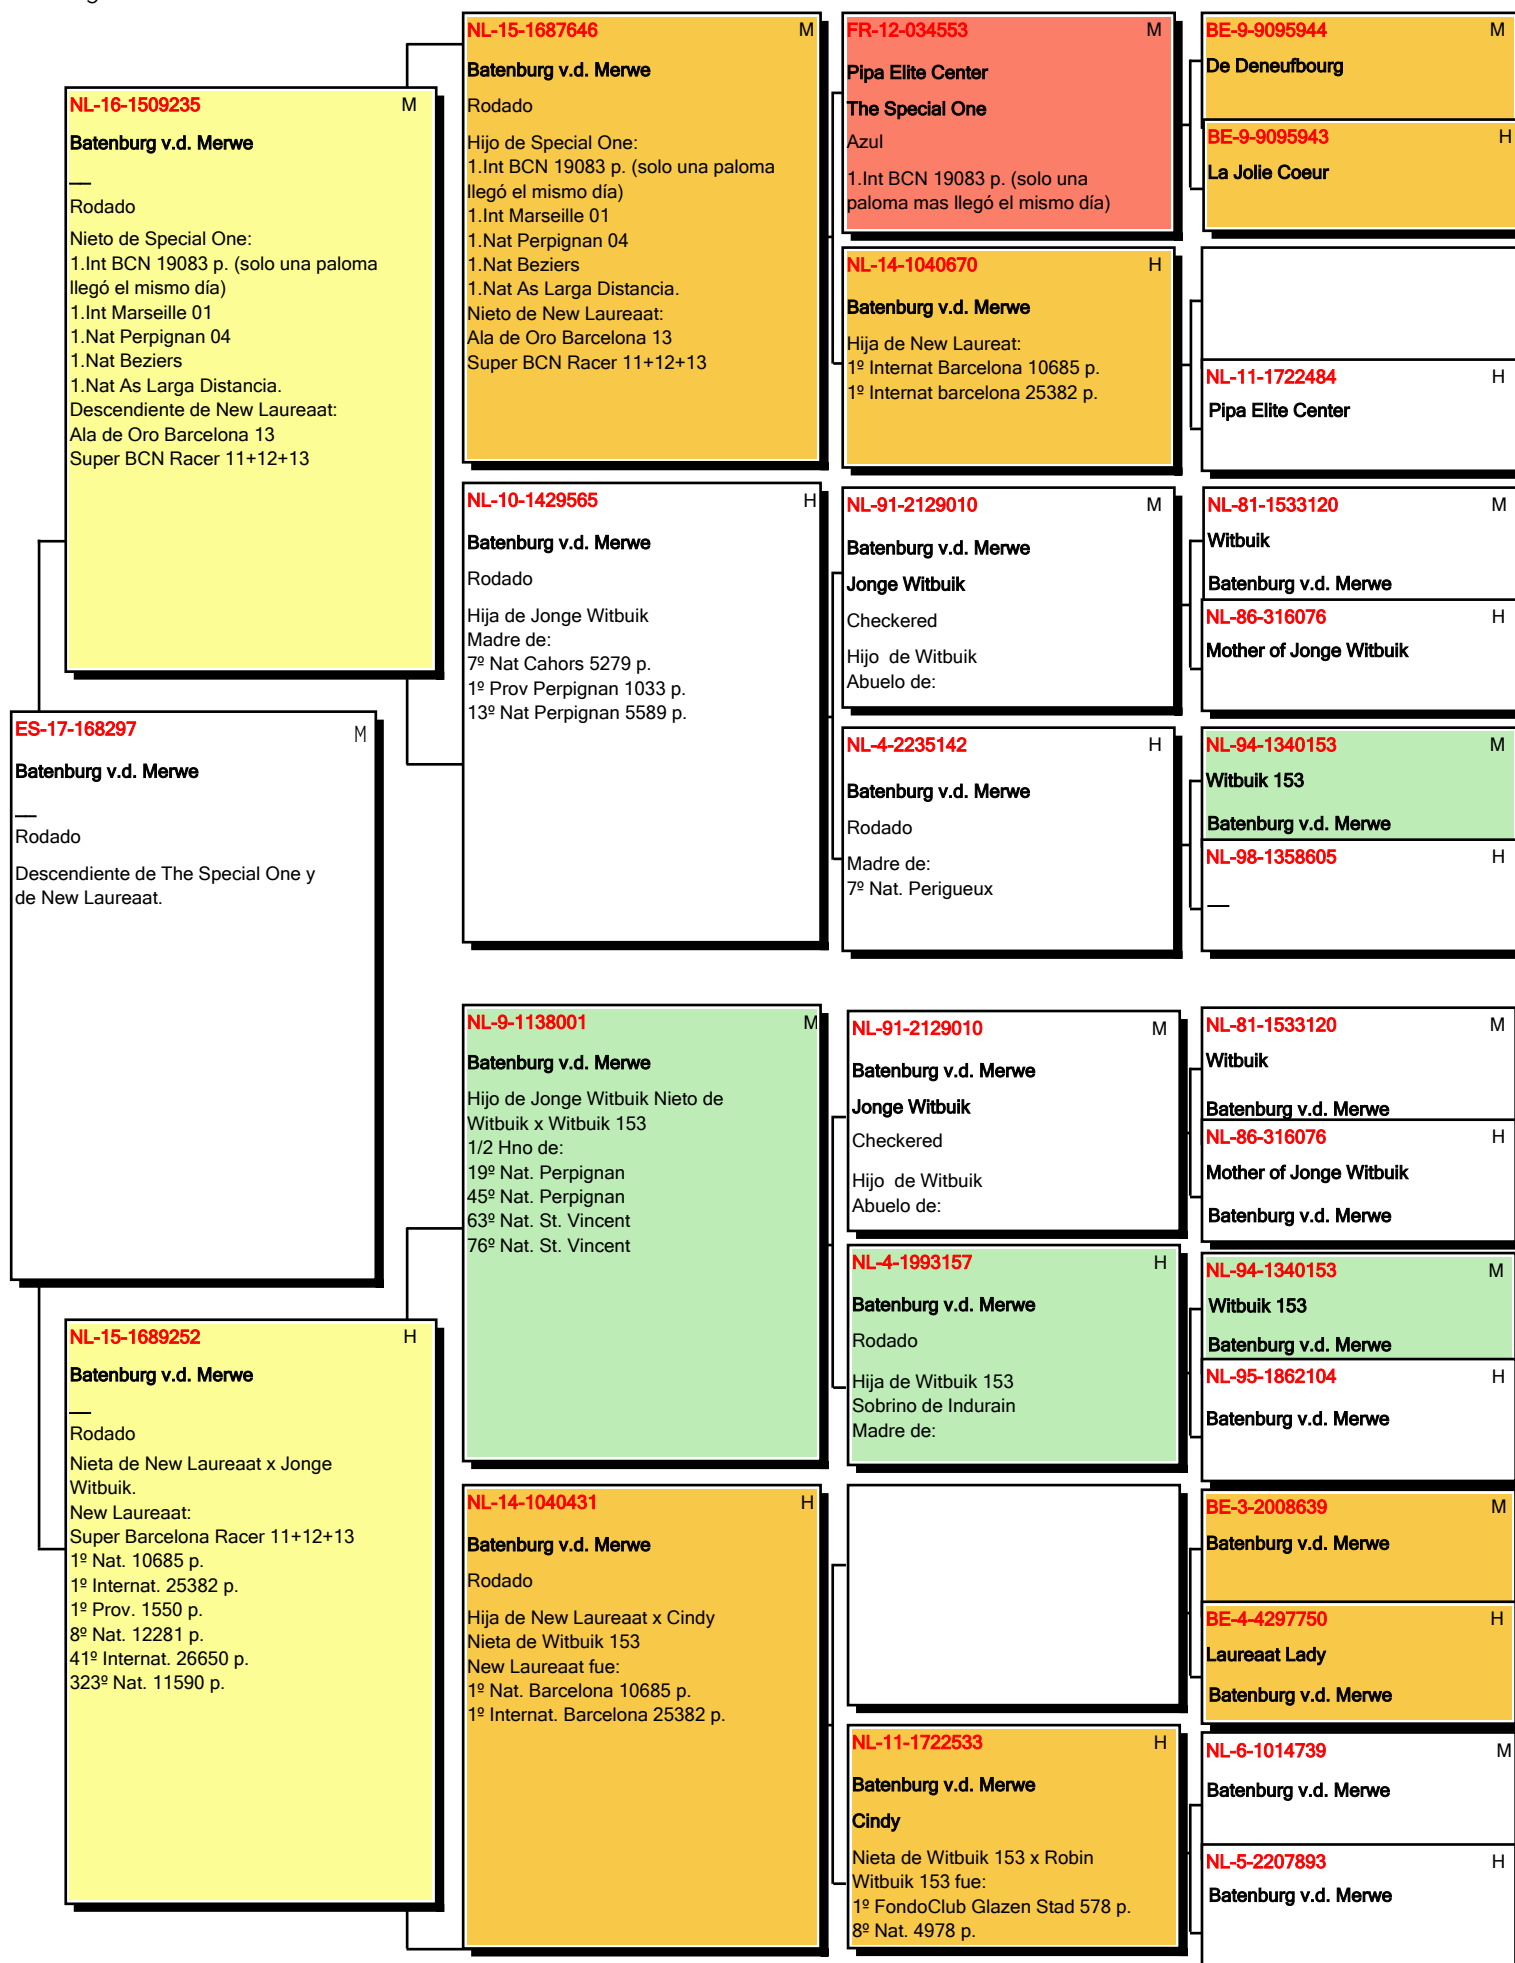 NL-16-1509235 M
Batenburg v.d. Merwe
__
Rodado
Nieto de Special One:
1.Int BCN 19083 p. (solo una paloma
llegó el mismo día)
1.Int Marseille 01
1.Nat Perpignan 04
1.Nat Beziers
1.Nat As Larga Distancia.
Descendiente de New Laureaat:
Ala de Oro Barcelona 13
Super BCN Racer 11+12+13
ES-17-168297 M
Batenburg v.d. Merwe
__
Rodado
Descendiente de The Special One y
de New Laureaat.
NL-15-1689252 H
Batenburg v.d. Merwe
__
Rodado
Nieta de New Laureaat x Jonge
Witbuik.
New Laureaat:
Super Barcelona Racer 11+12+13
1º Nat. 10685 p.
1º Internat. 25382 p.
1º Prov. 1550 p.
8º Nat. 12281 p.
41º Internat. 26650 p.
323º Nat. 11590 p.
NL-15-1687646 M
Batenburg v.d. Merwe
Rodado
Hijo de Special One:
1.Int BCN 19083 p. (solo una paloma
llegó el mismo día)
1.Int Marseille 01
1.Nat Perpignan 04
1.Nat Beziers
1.Nat As Larga Distancia.
Nieto de New Laureaat:
Ala de Oro Barcelona 13
Super BCN Racer 11+12+13
NL-10-1429565 H
Batenburg v.d. Merwe
Rodado
Hija de Jonge Witbuik
Madre de:
7º Nat Cahors 5279 p.
1º Prov Perpignan 1033 p.
13º Nat Perpignan 5589 p.
NL-9-1138001 M
Batenburg v.d. Merwe
Hijo de Jonge Witbuik Nieto de
Witbuik x Witbuik 153
1/2 Hno de:
19º Nat. Perpignan
45º Nat. Perpignan
63º Nat. St. Vincent
76º Nat. St. Vincent
NL-14-1040431 H
Batenburg v.d. Merwe
Rodado
Hija de New Laureaat x Cindy
Nieta de Witbuik 153
New Laureaat fue:
1º Nat. Barcelona 10685 p.
1º Internat. Barcelona 25382 p.
FR-12-034553 M
Pipa Elite Center
The Special One
Azul
1.Int BCN 19083 p. (solo una
paloma mas llegó el mismo día)
NL-14-1040670 H
Batenburg v.d. Merwe
Hija de New Laureat:
1º Internat Barcelona 10685 p.
1º Internat barcelona 25382 p.
NL-91-2129010 M
Batenburg v.d. Merwe
Jonge Witbuik
Checkered
Hijo  de Witbuik
Abuelo de:
NL-4-2235142 H
Batenburg v.d. Merwe
Rodado
Madre de:
7º Nat. Perigueux
NL-91-2129010 M
Batenburg v.d. Merwe
Jonge Witbuik
Checkered
Hijo  de Witbuik
Abuelo de:
NL-4-1993157 H
Batenburg v.d. Merwe
Rodado
Hija de Witbuik 153
Sobrino de Indurain
Madre de:
NL-11-1722533 H
Batenburg v.d. Merwe
Cindy
Nieta de Witbuik 153 x Robin
Witbuik 153 fue:
1º FondoClub Glazen Stad 578 p.
8º Nat. 4978 p.
BE-9-9095944 M
De Deneufbourg
BE-9-9095943 H
La Jolie Coeur
NL-11-1722484 H
Pipa Elite Center
NL-81-1533120 M
Witbuik
Batenburg v.d. Merwe
NL-86-316076 H
Mother of Jonge Witbuik
NL-94-1340153 M
Witbuik 153
Batenburg v.d. Merwe
NL-98-1358605 H
__
NL-81-1533120 M
Witbuik
Batenburg v.d. Merwe
NL-86-316076 H
Mother of Jonge Witbuik
Batenburg v.d. Merwe
NL-94-1340153 M
Witbuik 153
Batenburg v.d. Merwe
NL-95-1862104 H
Batenburg v.d. Merwe
BE-3-2008639 M
Batenburg v.d. Merwe
BE-4-4297750 H
Laureaat Lady
Batenburg v.d. Merwe
NL-6-1014739 M
Batenburg v.d. Merwe
NL-5-2207893 H
Batenburg v.d. Merwe